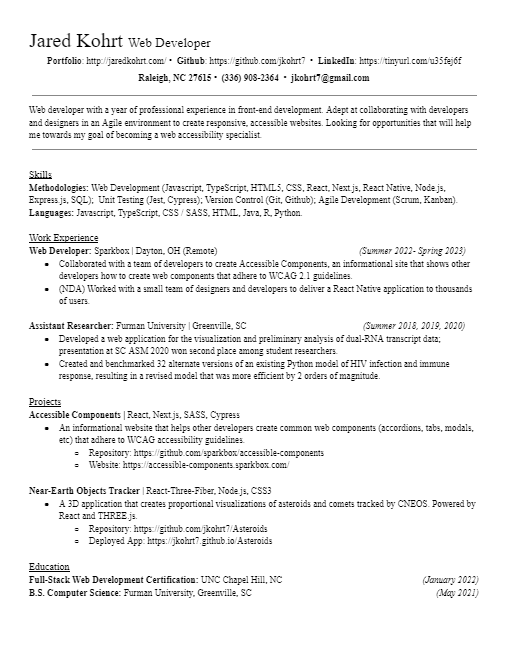 Jared Kohrt Web Developer
Portfolio: http://jaredkohrt.com/ • Github: https://github.com/jkohrt7 • LinkedIn: https://tinyurl.com/u35fej6f
Raleigh, NC 27615 • (336) 908-2364 • jkohrt7@gmail.com
Web developer with a year of professional experience in front-end development. Adept at collaborating with developers
and designers in an Agile environment to create responsive, accessible websites. Looking for opportunities that will help
me towards my goal of becoming a web accessibility specialist.
Skills
Methodologies: Web Development (Javascript, TypeScript, HTML5, CSS, React, Next.js, React Native, Node.js,
Express.js, SQL); Unit Testing (Jest, Cypress); Version Control (Git, Github); Agile Development (Scrum, Kanban).
Languages: Javascript, TypeScript, CSS / SASS, HTML, Java, R, Python.
Work Experience
Web Developer: Sparkbox | Dayton, OH (Remote) (Summer 2022- Spring 2023)
• Collaborated with a team of developers to create Accessible Components, an informational site that shows other
developers how to create web components that adhere to WCAG 2.1 guidelines.
• (NDA) Worked with a small team of designers and developers to deliver a React Native application to thousands
of users.
Assistant Researcher: Furman University | Greenville, SC (Summer 2018, 2019, 2020)
• Developed a web application for the visualization and preliminary analysis of dual-RNA transcript data;
presentation at SC ASM 2020 won second place among student researchers.
• Created and benchmarked 32 alternate versions of an existing Python model of HIV infection and immune
response, resulting in a revised model that was more efficient by 2 orders of magnitude.
Projects
Accessible Components | React, Next.js, SASS, Cypress
• An informational website that helps other developers create common web components (accordions, tabs, modals,
etc) that adhere to WCAG accessibility guidelines.
○ Repository: https://github.com/sparkbox/accessible-components
○ Website: https://accessible-components.sparkbox.com/
Near-Earth Objects Tracker | React-Three-Fiber, Node.js, CSS3
• A 3D application that creates proportional visualizations of asteroids and comets tracked by CNEOS. Powered by
React and THREE.js.
○ Repository: https://github.com/jkohrt7/Asteroids
○ Deployed App: https://jkohrt7.github.io/Asteroids
Education
Full-Stack Web Development Certification: UNC Chapel Hill, NC (January 2022)
B.S. Computer Science: Furman University, Greenville, SC (May 2021)